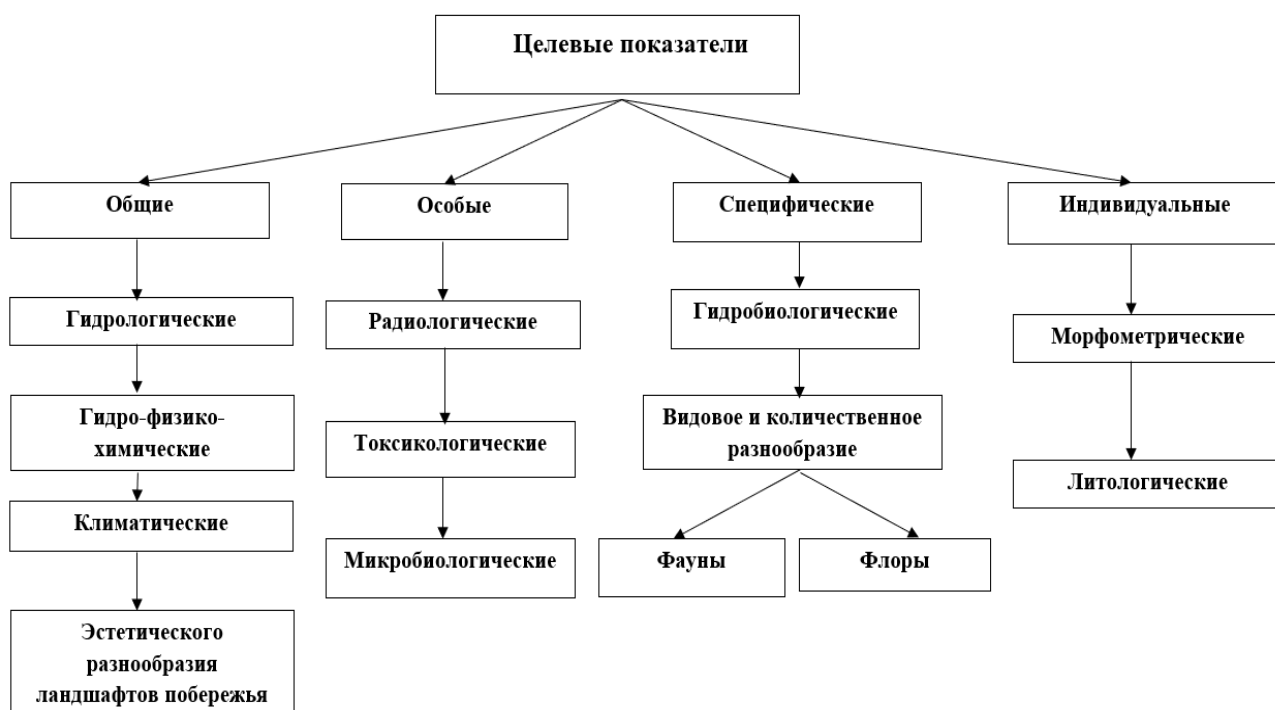 Целевые показатели
Общие
Особые
Специфические
Индивидуальные
Гидрологические
Радиологические
Гидробиологические
Морфометрические
Гидро-физико-
химические
Токсикологические
Видовое и количественное
разнообразие
Литологические
Климатические
Микробиологические
Фауны
Флоры
Эстетического
разнообразия
ландшафтов побережья